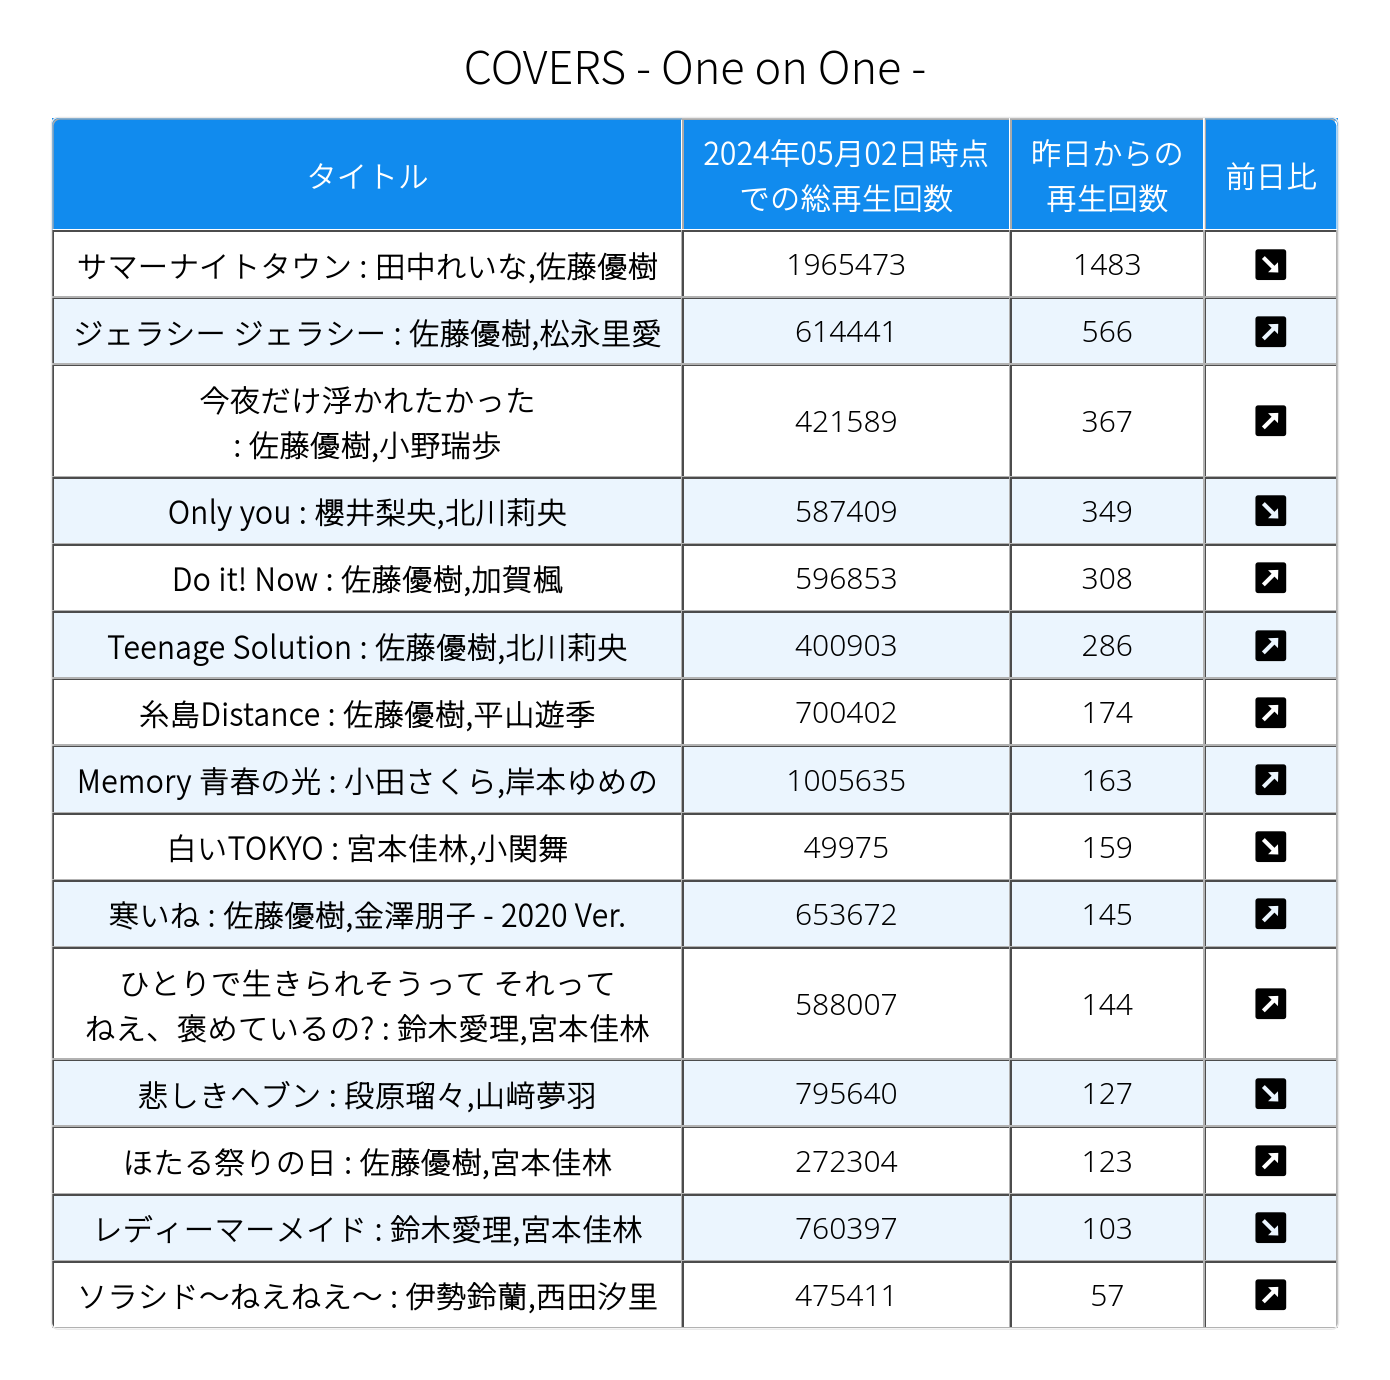 COVERS - One on One -
タイトル
2024年05月02日時点
での総再生回数
昨日からの
再生回数
前日比
サマーナイトタウン : 田中れいな,佐藤優樹 1965473 1483
ジェラシー ジェラシー : 佐藤優樹,松永里愛 614441 566
今夜だけ浮かれたかった
: 佐藤優樹,小野瑞歩
421589 367
Only you : 櫻井梨央,北川莉央 587409 349
Do it! Now : 佐藤優樹,加賀楓 596853 308
Teenage Solution : 佐藤優樹,北川莉央 400903 286
糸島Distance : 佐藤優樹,平山遊季 700402 174
Memory 青春の光 : 小田さくら,岸本ゆめの 1005635 163
白いTOKYO : 宮本佳林,小関舞 49975 159
寒いね : 佐藤優樹,金澤朋子 - 2020 Ver. 653672 145
ひとりで生きられそうって それって
ねえ、褒めているの? : 鈴木愛理,宮本佳林
588007 144
悲しきヘブン : 段原瑠々,山﨑夢羽 795640 127
ほたる祭りの日 : 佐藤優樹,宮本佳林 272304 123
レディーマーメイド : 鈴木愛理,宮本佳林 760397 103
ソラシド〜ねえねえ〜 : 伊勢鈴蘭,西田汐里 475411 57